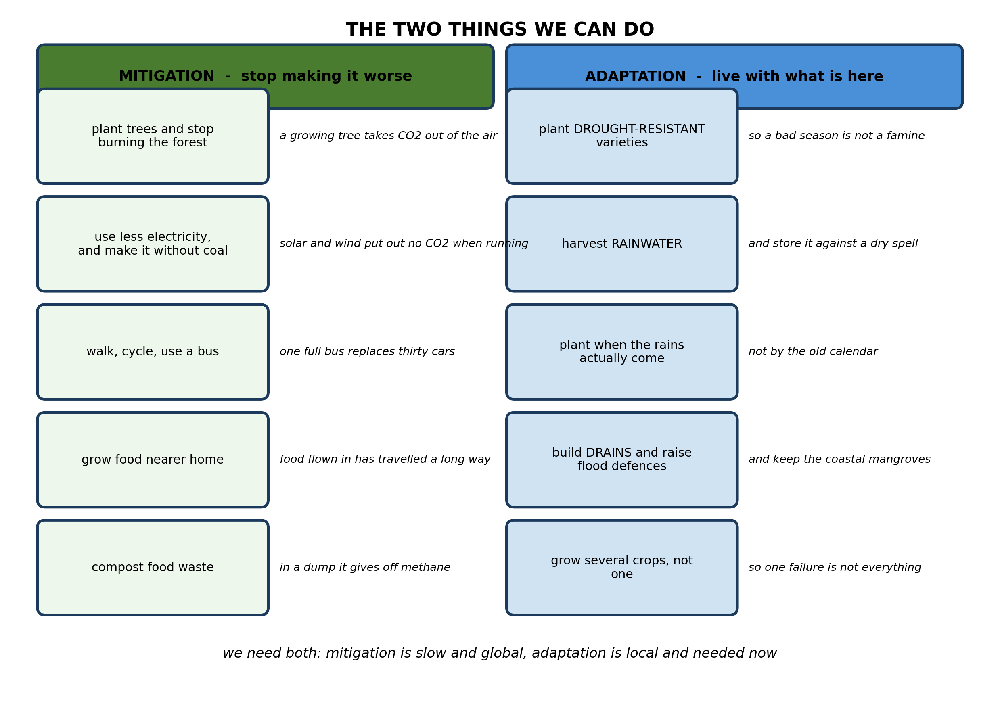 THE TWO THINGS WE CAN DO
MITIGATION - stop making it worse
plant trees and stop
burning the forest
a growing tree takes CO2 out of the air
use less electricity,
and make it without coal
solar and wind put out no CO2 when running
walk, cycle, use a bus
one full bus replaces thirty cars
grow food nearer home
food flown in has travelled a long way
compost food waste
in a dump it gives off methane
ADAPTATION - live with what is here
plant DROUGHT-RESISTANT
varieties
so a bad season is not a famine
harvest RAINWATER
and store it against a dry spell
plant when the rains
actually come
not by the old calendar
build DRAINS and raise
flood defences
and keep the coastal mangroves
grow several crops, not
one
so one failure is not everything
we need both: mitigation is slow and global, adaptation is local and needed now